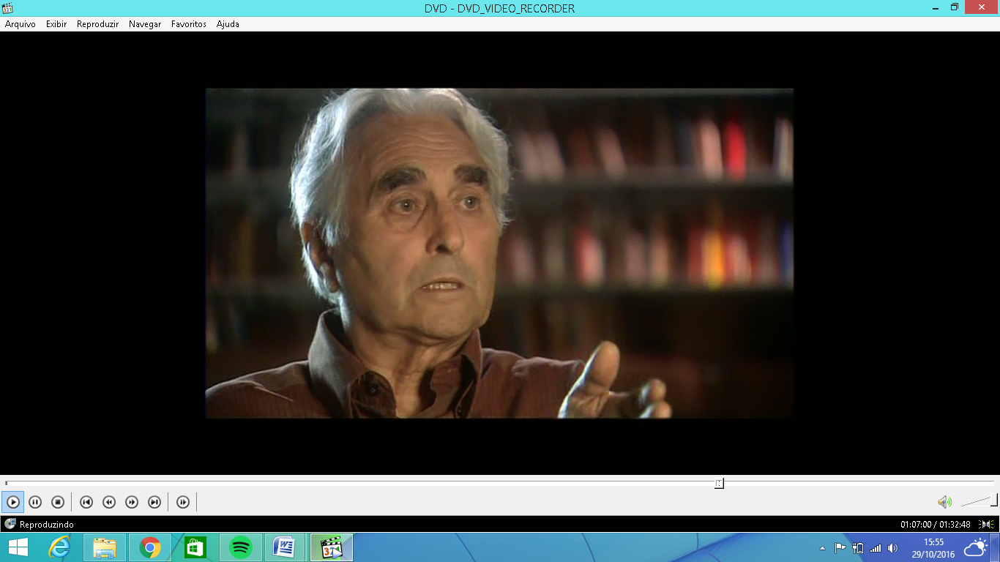 DVD - DVD_VIDEO_RECORDER
Arquivo Exibir Reproduzir Navegar Favoritos Ajuda
Reproduzindo
01:07:00 / 01:32:48
15:55
29/10/2016